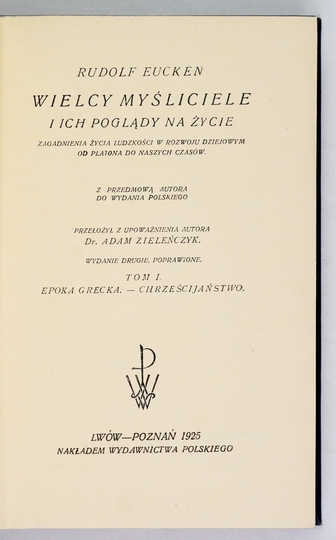 RUDOLF EUCKEN
WIELCY MYŚLICIELE
I ICH POGLĄDY NA ŻYCIE
ZAGADNIENIA ŻYCIA LUDZKOŚCI W ROZWOJU DZIEJOWYM
OD PLATONA DO NASZYCH CZASÓW.
Z PRZEDMOWĄ AUTORA
DO WYDANIA POLSKIEGO
PRZEŁOŻYŁ Z UPOWAŻNIENIA AUTORA
Dr. ADAM ZIELEŃCZYK.
WYDANIE DRUGIE, POPRAWIONE.
TOM I.
EPOKA GRECKA. — CHRZEŚCIJAŃSTWO.
LWÓW—POZNAŃ 1925
NAKŁADEM WYDAWNICTWA POLSKIEGO